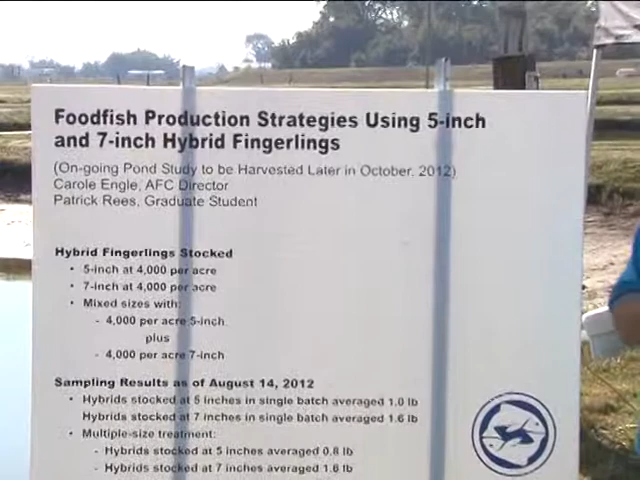 Foodfish Production Strategies Using 5-inch
and 7-inch Hybrid Fingerlings
(On-going Pond Study to be Harvested Later in October, 2012)
Carole Engle, AFC Director
Patrick Rees, Graduate Student
Hybrid Fingerlings Stocked
• 5-inch at 4,000 per acre
• 7-inch at 4,000 per acre
• Mixed sizes with:
- 4,000 per acre 5-inch
plus
- 4,000 per acre 7-inch
Sampling Results as of August 14, 2012
• Hybrids stocked at 5 inches in single batch averaged 1.0 lb
Hybrids stocked at 7 inches in single batch averaged 1.6 lb
• Multiple-size treatment:
- Hybrids stocked at 5 inches averaged 0.8 lb
- Hybrids stocked at 7 inches averaged 1.6 lb